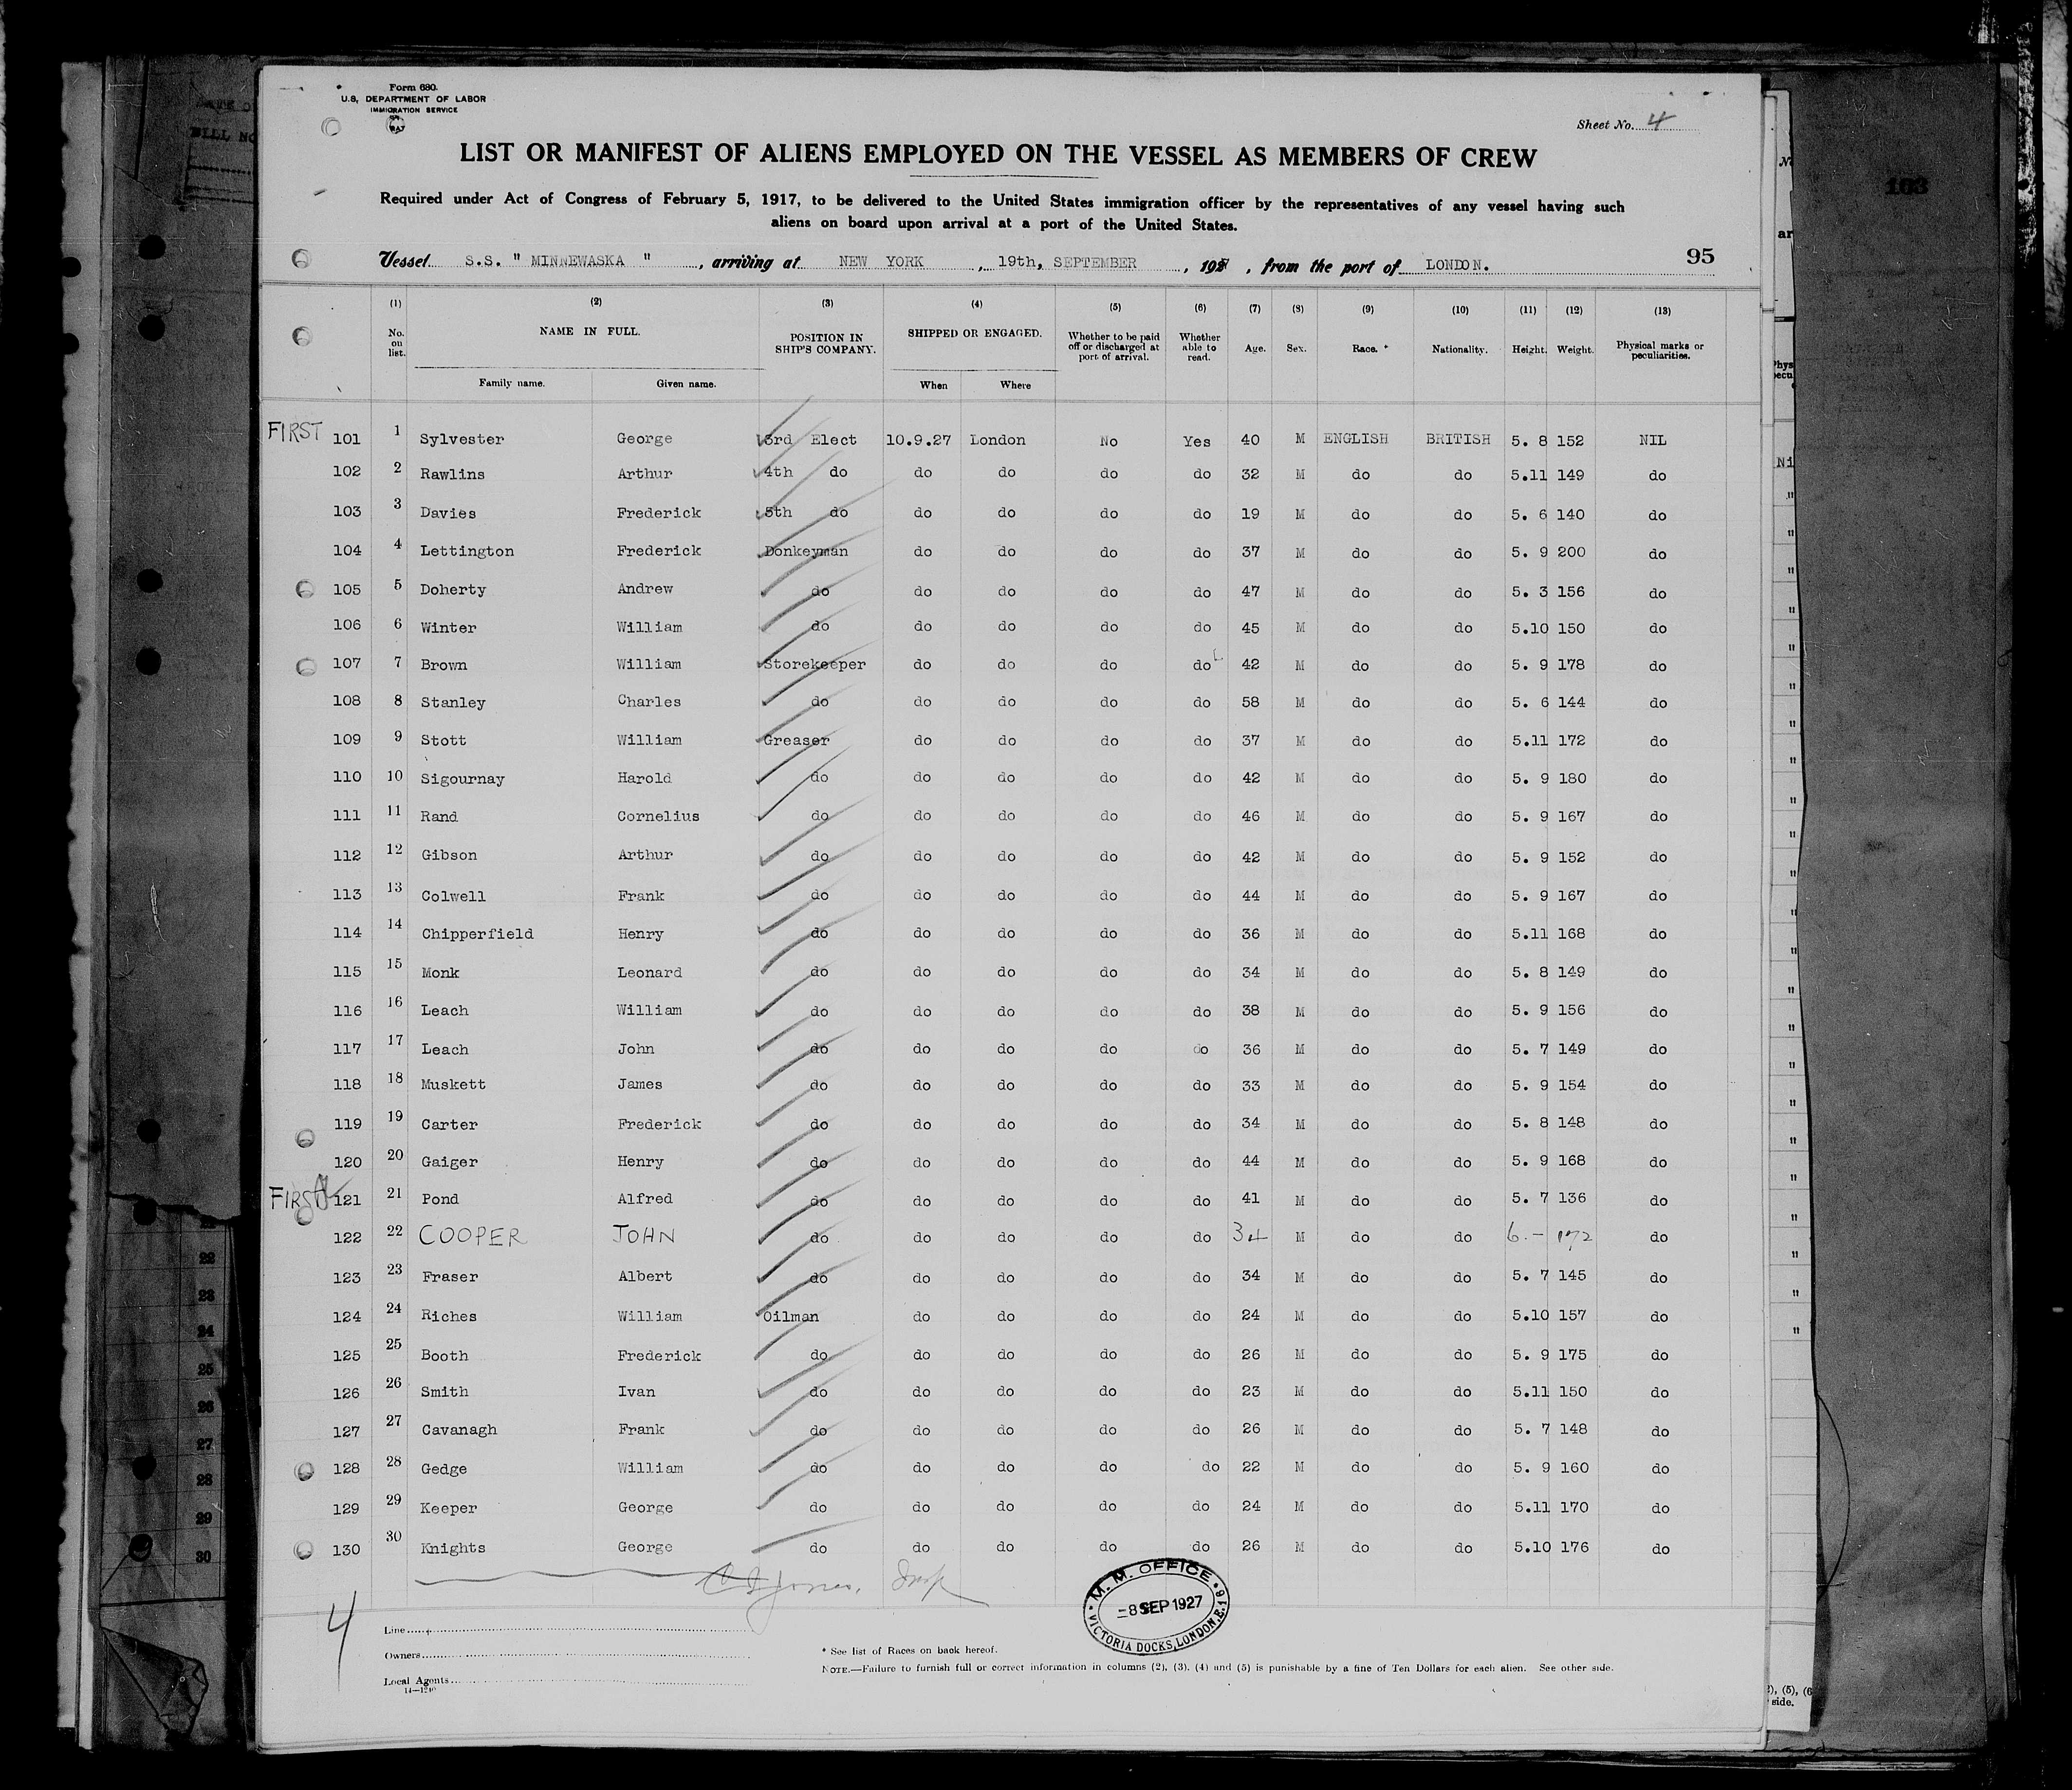 Form 680.
U.S. DEPARTMENT OF LABOR
IMMIGRATION SERVICE
Sheet No. 4
LIST OR MANIFEST OF ALIENS EMPLOYED ON THE VESSEL AS MEMBERS OF CREW
Required under Act of Congress of February 5, 1917, to be delivered to the United States immigration officer by the representatives of any vessel having such
aliens on board upon arrival at a port of the United States.
Vessel S.S. " MINNEWASKA ", arriving at NEW YORK, 19th, SEPTEMBER, 1927, from the port of LONDON.
95
(1) (2) (3) (4) (5) (6) (7) (8) (9) (10) (11) (12) (13)
No. on list. NAME IN FULL. POSITION IN SHIP'S COMPANY. SHIPPED OR ENGAGED. Whether to be paid off or discharged at port of arrival. Whether able to read. Age. Sex. Race.* Nationality. Height. Weight. Physical marks or peculiarities.
Family name. Given name. When Where
FIRST 101 1 Sylvester George 3rd Elect 10.9.27 London No Yes 40 M ENGLISH BRITISH 5. 8 152 NIL
102 2 Rawlins Arthur 4th do do do do do 32 M do do 5.11 149 do
103 3 Davies Frederick 5th do do do do do 19 M do do 5. 6 140 do
104 4 Lettington Frederick Donkeyman do do do do 37 M do do 5. 9 200 do
105 5 Doherty Andrew do do do do do 47 M do do 5. 3 156 do
106 6 Winter William do do do do do 45 M do do 5.10 150 do
107 7 Brown William Storekeeper do do do do 42 M do do 5. 9 178 do
108 8 Stanley Charles do do do do do 58 M do do 5. 6 144 do
109 9 Stott William Greaser do do do do 37 M do do 5.11 172 do
110 10 Sigournay Harold do do do do do 42 M do do 5. 9 180 do
111 11 Rand Cornelius do do do do do 46 M do do 5. 9 167 do
112 12 Gibson Arthur do do do do do 42 M do do 5. 9 152 do
113 13 Colwell Frank do do do do do 44 M do do 5. 9 167 do
114 14 Chipperfield Henry do do do do do 36 M do do 5.11 168 do
115 15 Monk Leonard do do do do do 34 M do do 5. 8 149 do
116 16 Leach William do do do do do 38 M do do 5. 9 156 do
117 17 Leach John do do do do do 36 M do do 5. 7 149 do
118 18 Muskett James do do do do do 33 M do do 5. 9 154 do
119 19 Carter Frederick do do do do do 34 M do do 5. 8 148 do
120 20 Gaiger Henry do do do do do 44 M do do 5. 9 168 do
FIRST 121 21 Pond Alfred do do do do do 41 M do do 5. 7 136 do
122 22 COOPER JOHN do do do do do 34 M do do 6.- 172 do
123 23 Fraser Albert do do do do do 34 M do do 5. 7 145 do
124 24 Riches William Oilman do do do do 24 M do do 5.10 157 do
125 25 Booth Frederick do do do do do 26 M do do 5. 9 175 do
126 26 Smith Ivan do do do do do 23 M do do 5.11 150 do
127 27 Cavanagh Frank do do do do do 26 M do do 5. 7 148 do
128 28 Gedge William do do do do do 22 M do do 5. 9 160 do
129 29 Keeper George do do do do do 24 M do do 5.11 170 do
130 30 Knights George do do do do do 26 M do do 5.10 176 do
M. M. OFFICE
-8 SEP 1927
VICTORIA DOCKS, LONDON, E.16
4
Line
Owners
Local Agents
14—1240
* See list of Races on back hereof.
NOTE.—Failure to furnish full or correct information in columns (2), (3), (4) and (5) is punishable by a fine of Ten Dollars for each alien. See other side.
103
22
23
24
25
26
27
28
29
30